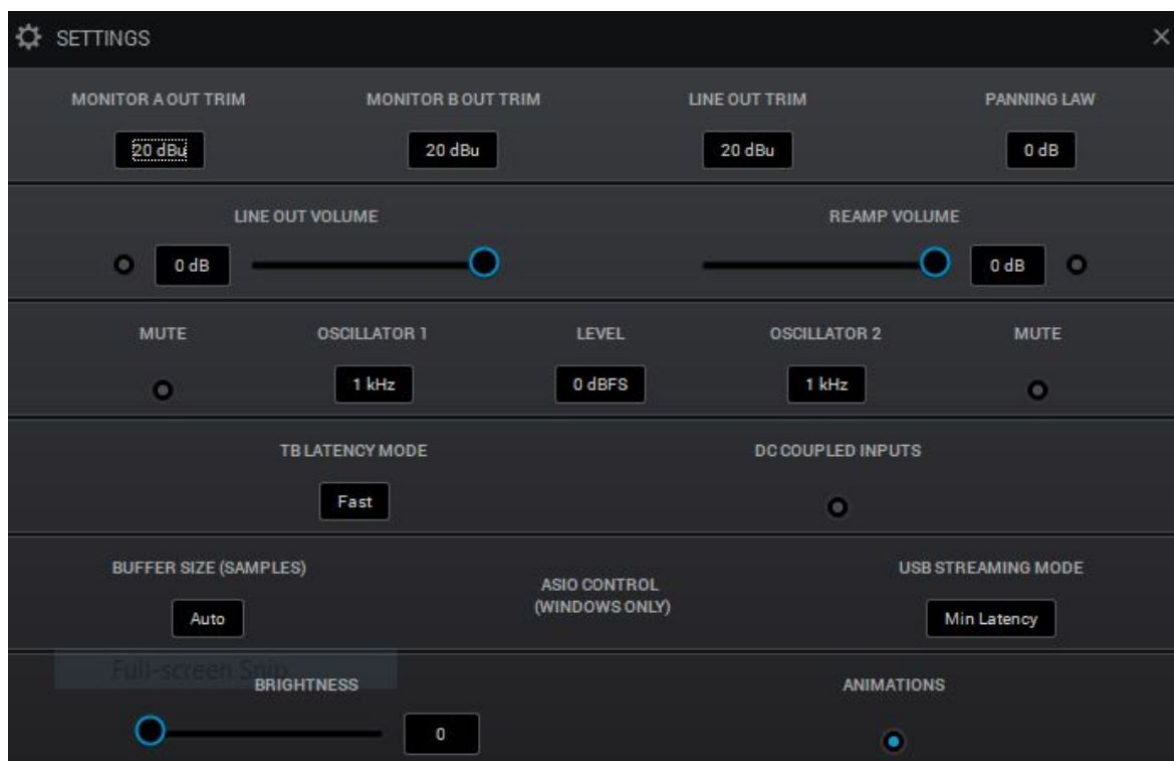 SETTINGS
MONITOR A OUT TRIM MONITOR B OUT TRIM LINE OUT TRIM PANNING LAW
20 dBu 20 dBu 20 dBu 0 dB
LINE OUT VOLUME REAMP VOLUME
0 dB 0 dB
MUTE OSCILLATOR 1 LEVEL OSCILLATOR 2 MUTE
1 kHz 0 dBFS 1 kHz
TB LATENCY MODE DC COUPLED INPUTS
Fast
BUFFER SIZE (SAMPLES) ASIO CONTROL USB STREAMING MODE
(WINDOWS ONLY)
Auto Min Latency
Full-screen Snip
BRIGHTNESS ANIMATIONS
0